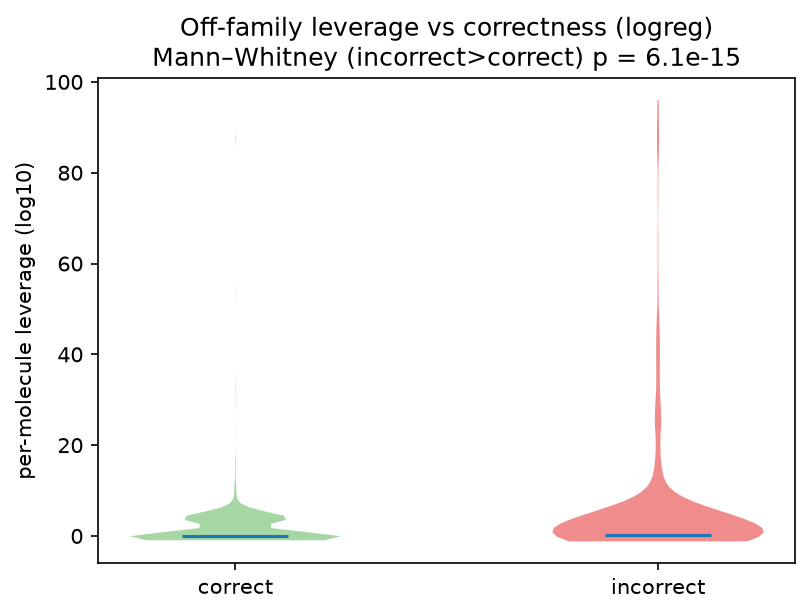 Off-family leverage vs correctness (logreg)
Mann–Whitney (incorrect>correct) p = 6.1e-15
per-molecule leverage (log10)
100
80
60
40
20
0
correct
incorrect